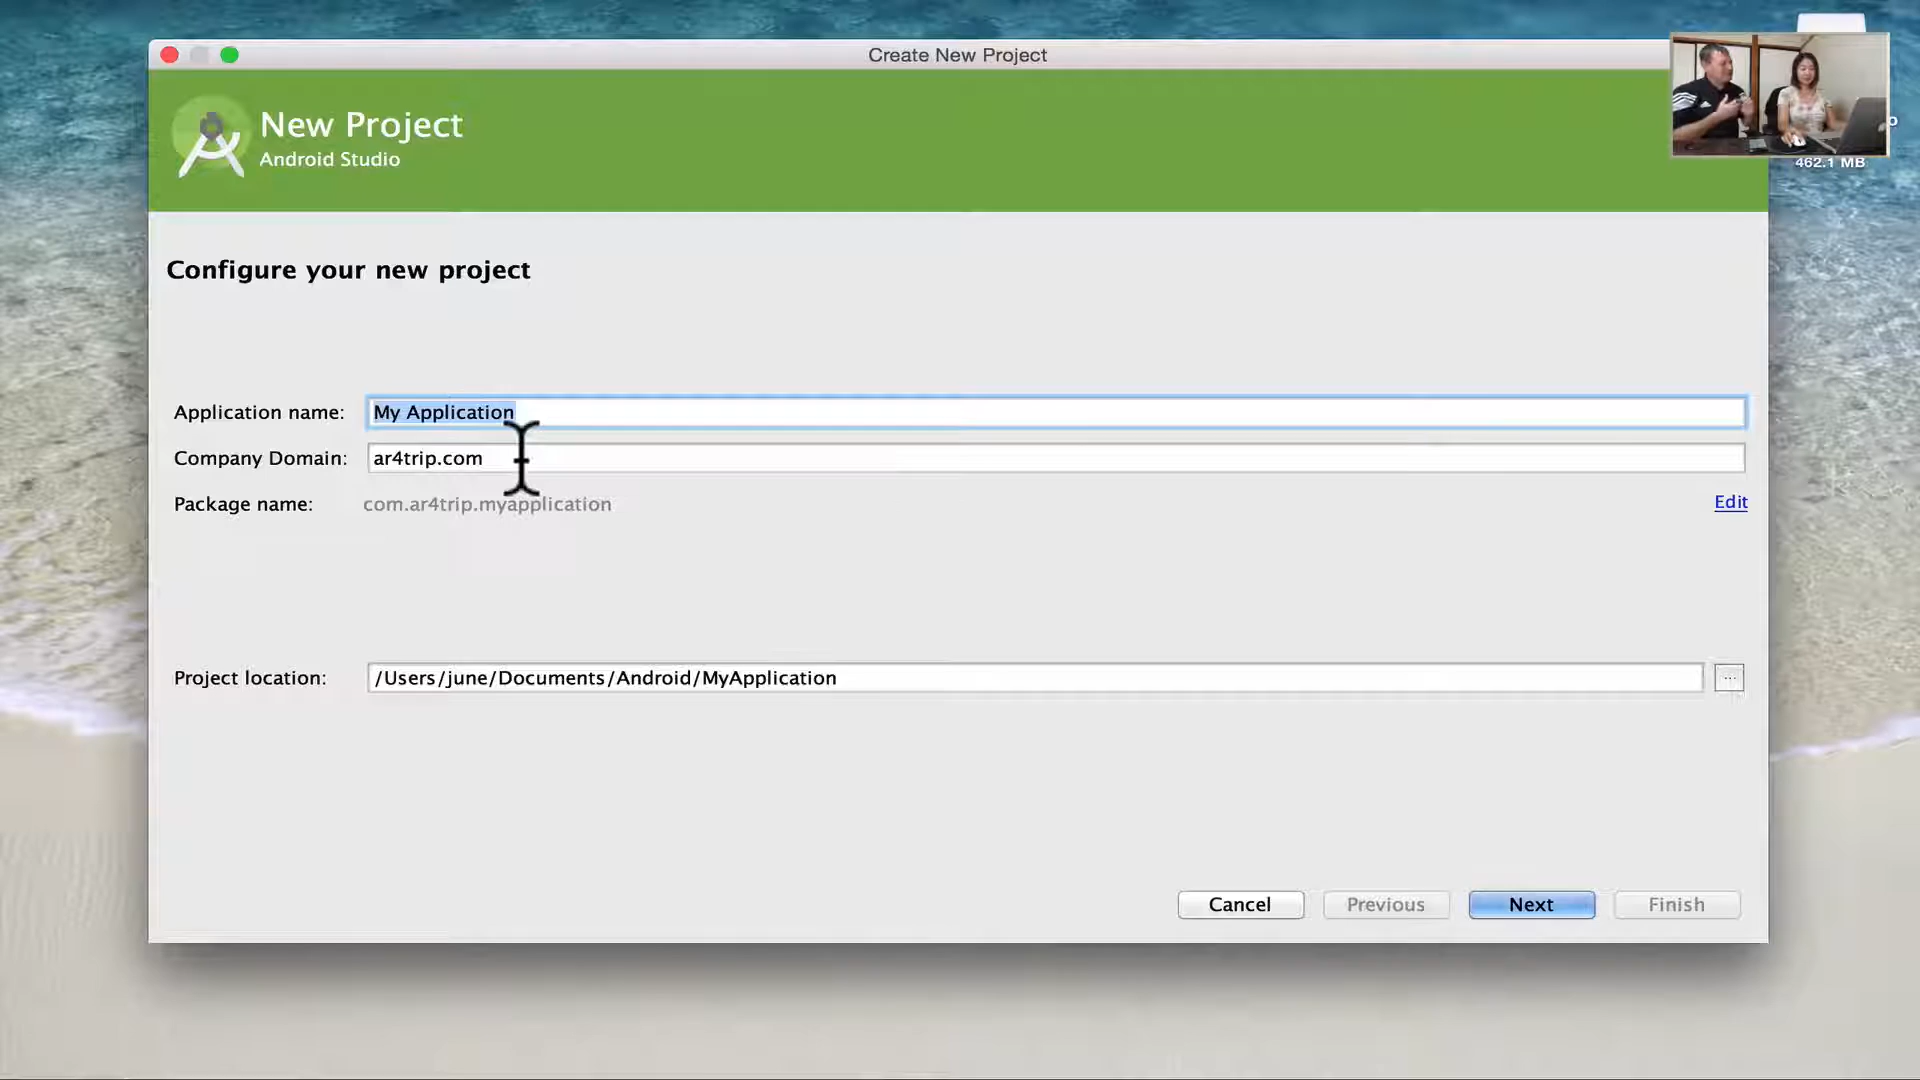 Create New Project
New Project
Android Studio
462.1 MB
Configure your new project
Application name: My Application
Company Domain: ar4trip.com
Package name: com.ar4trip.myapplication Edit
Project location: /Users/june/Documents/Android/MyApplication ...
Cancel Previous Next Finish